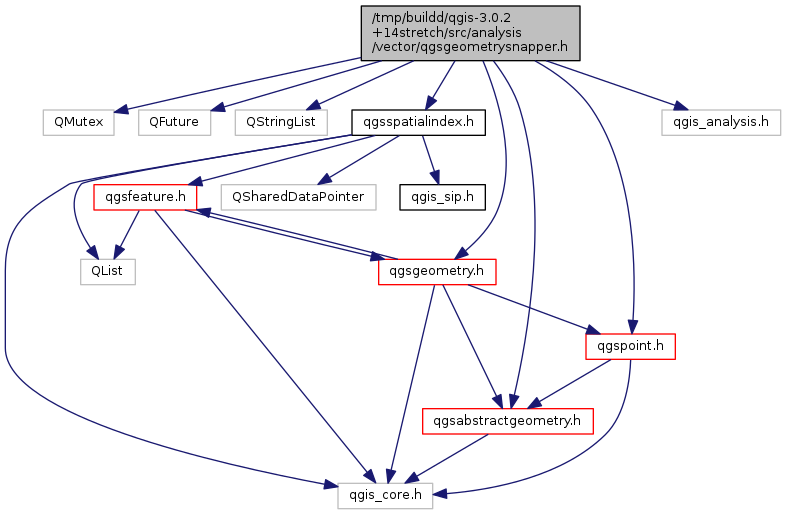 /tmp/buildd/qgis-3.0.2
+14stretch/src/analysis
/vector/qgsgeometrysnapper.h
QMutex
QFuture
QStringList
qgsspatialindex.h
qgis_analysis.h
qgsfeature.h
QSharedDataPointer
qgis_sip.h
QList
qgsgeometry.h
qgspoint.h
qgsabstractgeometry.h
qgis_core.h